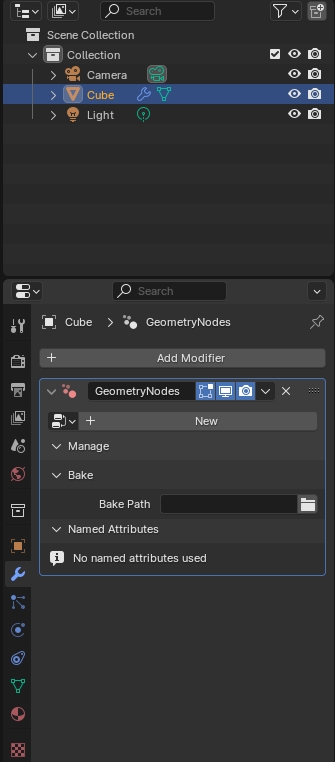 Search
Scene Collection
Collection
Camera
Cube
Light
Search
Cube > GeometryNodes
+ Add Modifier
GeometryNodes
+ New
Manage
Bake
Bake Path
Named Attributes
No named attributes used